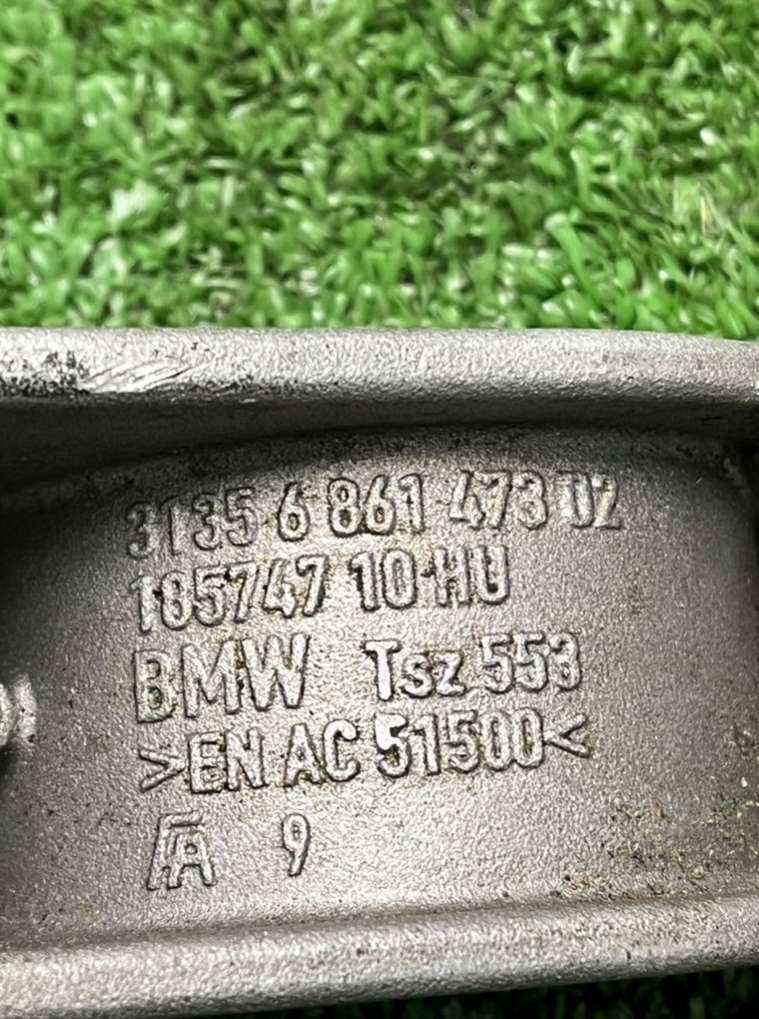 3135 6 861 473 02
185747 10 HU
BMW Tsz 553
>EN AC 51500<
9